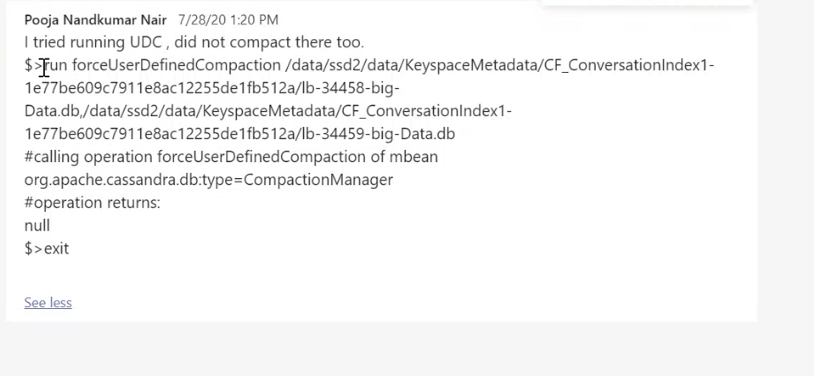 Pooja Nandkumar Nair 7/28/20 1:20 PM
I tried running UDC , did not compact there too.
$>run forceUserDefinedCompaction /data/ssd2/data/KeyspaceMetadata/CF_ConversationIndex1-
1e77be609c7911e8ac12255de1fb512a/lb-34458-big-
Data.db,/data/ssd2/data/KeyspaceMetadata/CF_ConversationIndex1-
1e77be609c7911e8ac12255de1fb512a/lb-34459-big-Data.db
#calling operation forceUserDefinedCompaction of mbean
org.apache.cassandra.db:type=CompactionManager
#operation returns:
null
$>exit
See less